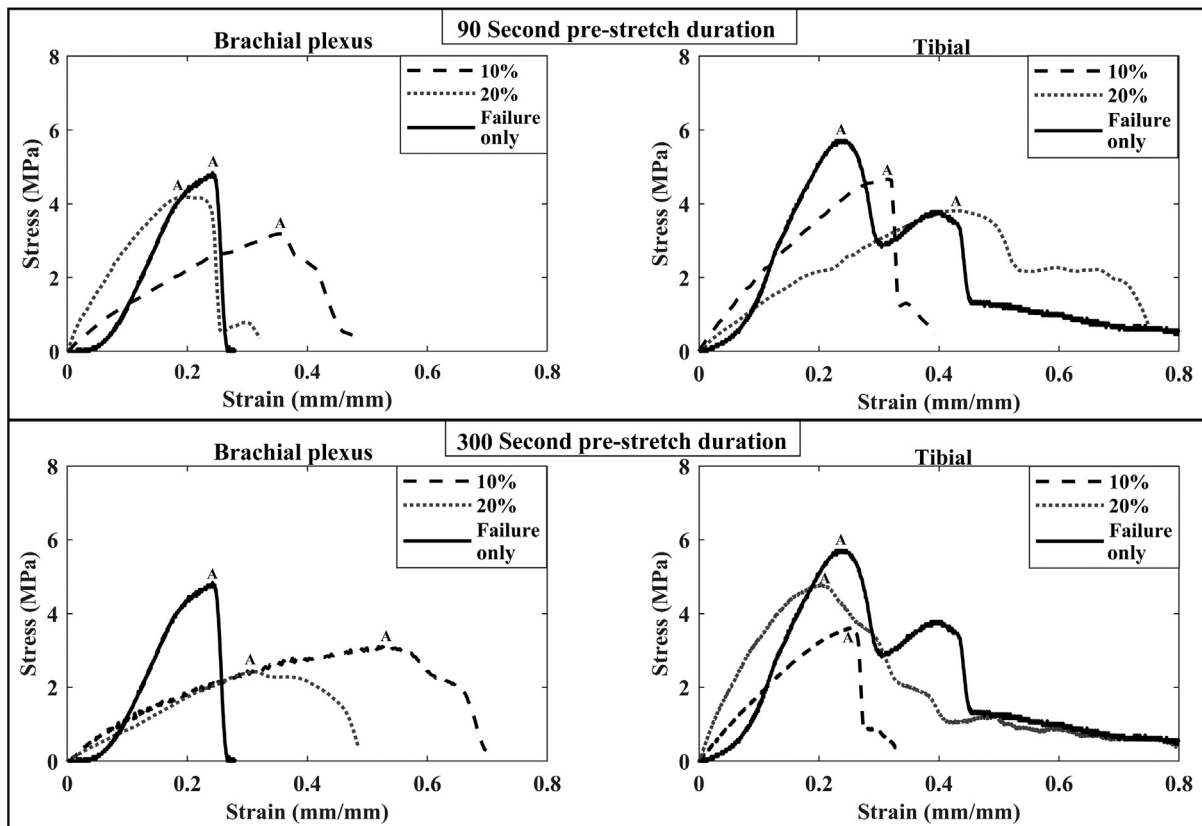 90 Second pre-stretch duration
Brachial plexus
8
6
4
2
0
Stress (MPa)
0 0.2 0.4 0.6 0.8
Strain (mm/mm)
10%
20%
Failure
only
A
A
A
Tibial
8
6
4
2
0
Stress (MPa)
0 0.2 0.4 0.6 0.8
Strain (mm/mm)
10%
20%
Failure
only
A
A
A
300 Second pre-stretch duration
Brachial plexus
8
6
4
2
0
Stress (MPa)
0 0.2 0.4 0.6 0.8
Strain (mm/mm)
10%
20%
Failure
only
A
A
A
Tibial
8
6
4
2
0
Stress (MPa)
0 0.2 0.4 0.6 0.8
Strain (mm/mm)
10%
20%
Failure
only
A
A
A